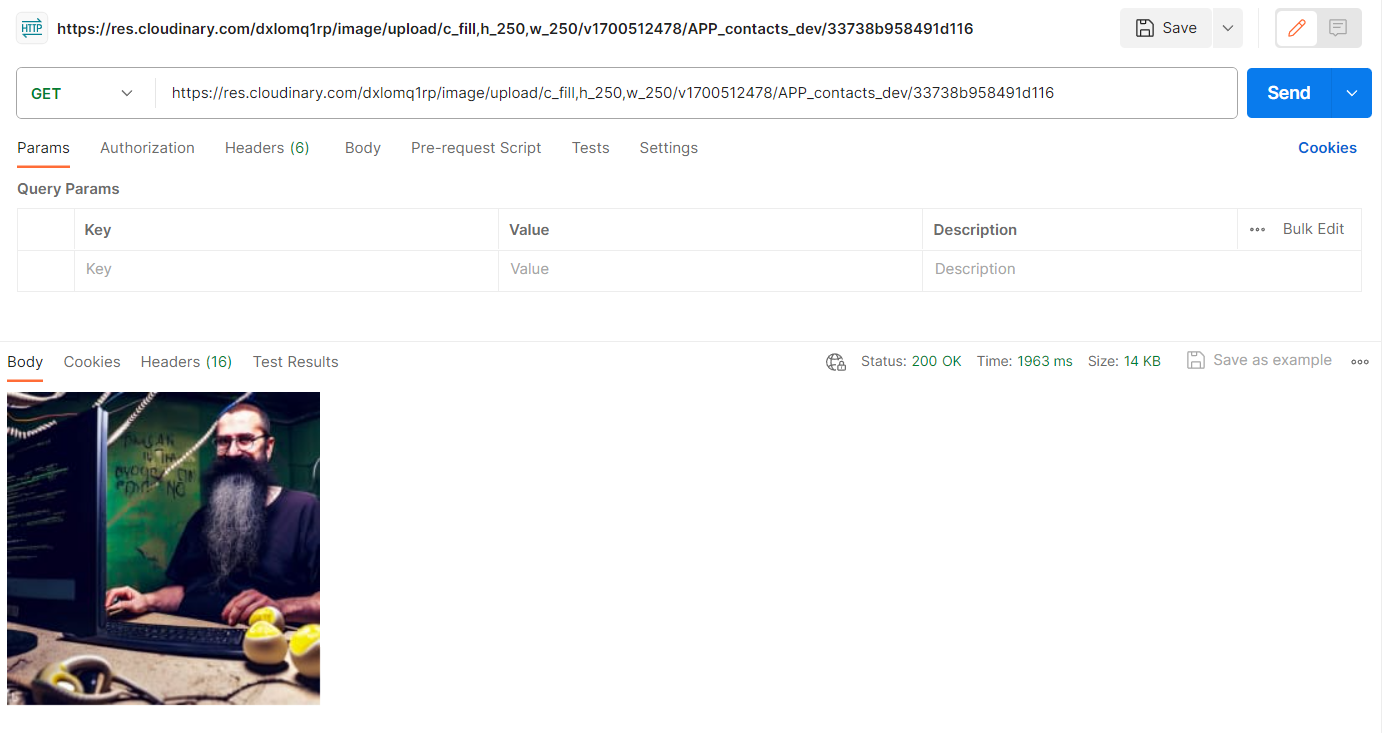 HTTP
https://res.cloudinary.com/dxlomq1rp/image/upload/c_fill,h_250,w_250/v1700512478/APP_contacts_dev/33738b958491d116
Save
GET
https://res.cloudinary.com/dxlomq1rp/image/upload/c_fill,h_250,w_250/v1700512478/APP_contacts_dev/33738b958491d116
Send
Params Authorization Headers (6) Body Pre-request Script Tests Settings Cookies
Query Params
Key Value Description Bulk Edit
Key Value Description
Body Cookies Headers (16) Test Results Status: 200 OK Time: 1963 ms Size: 14 KB Save as example